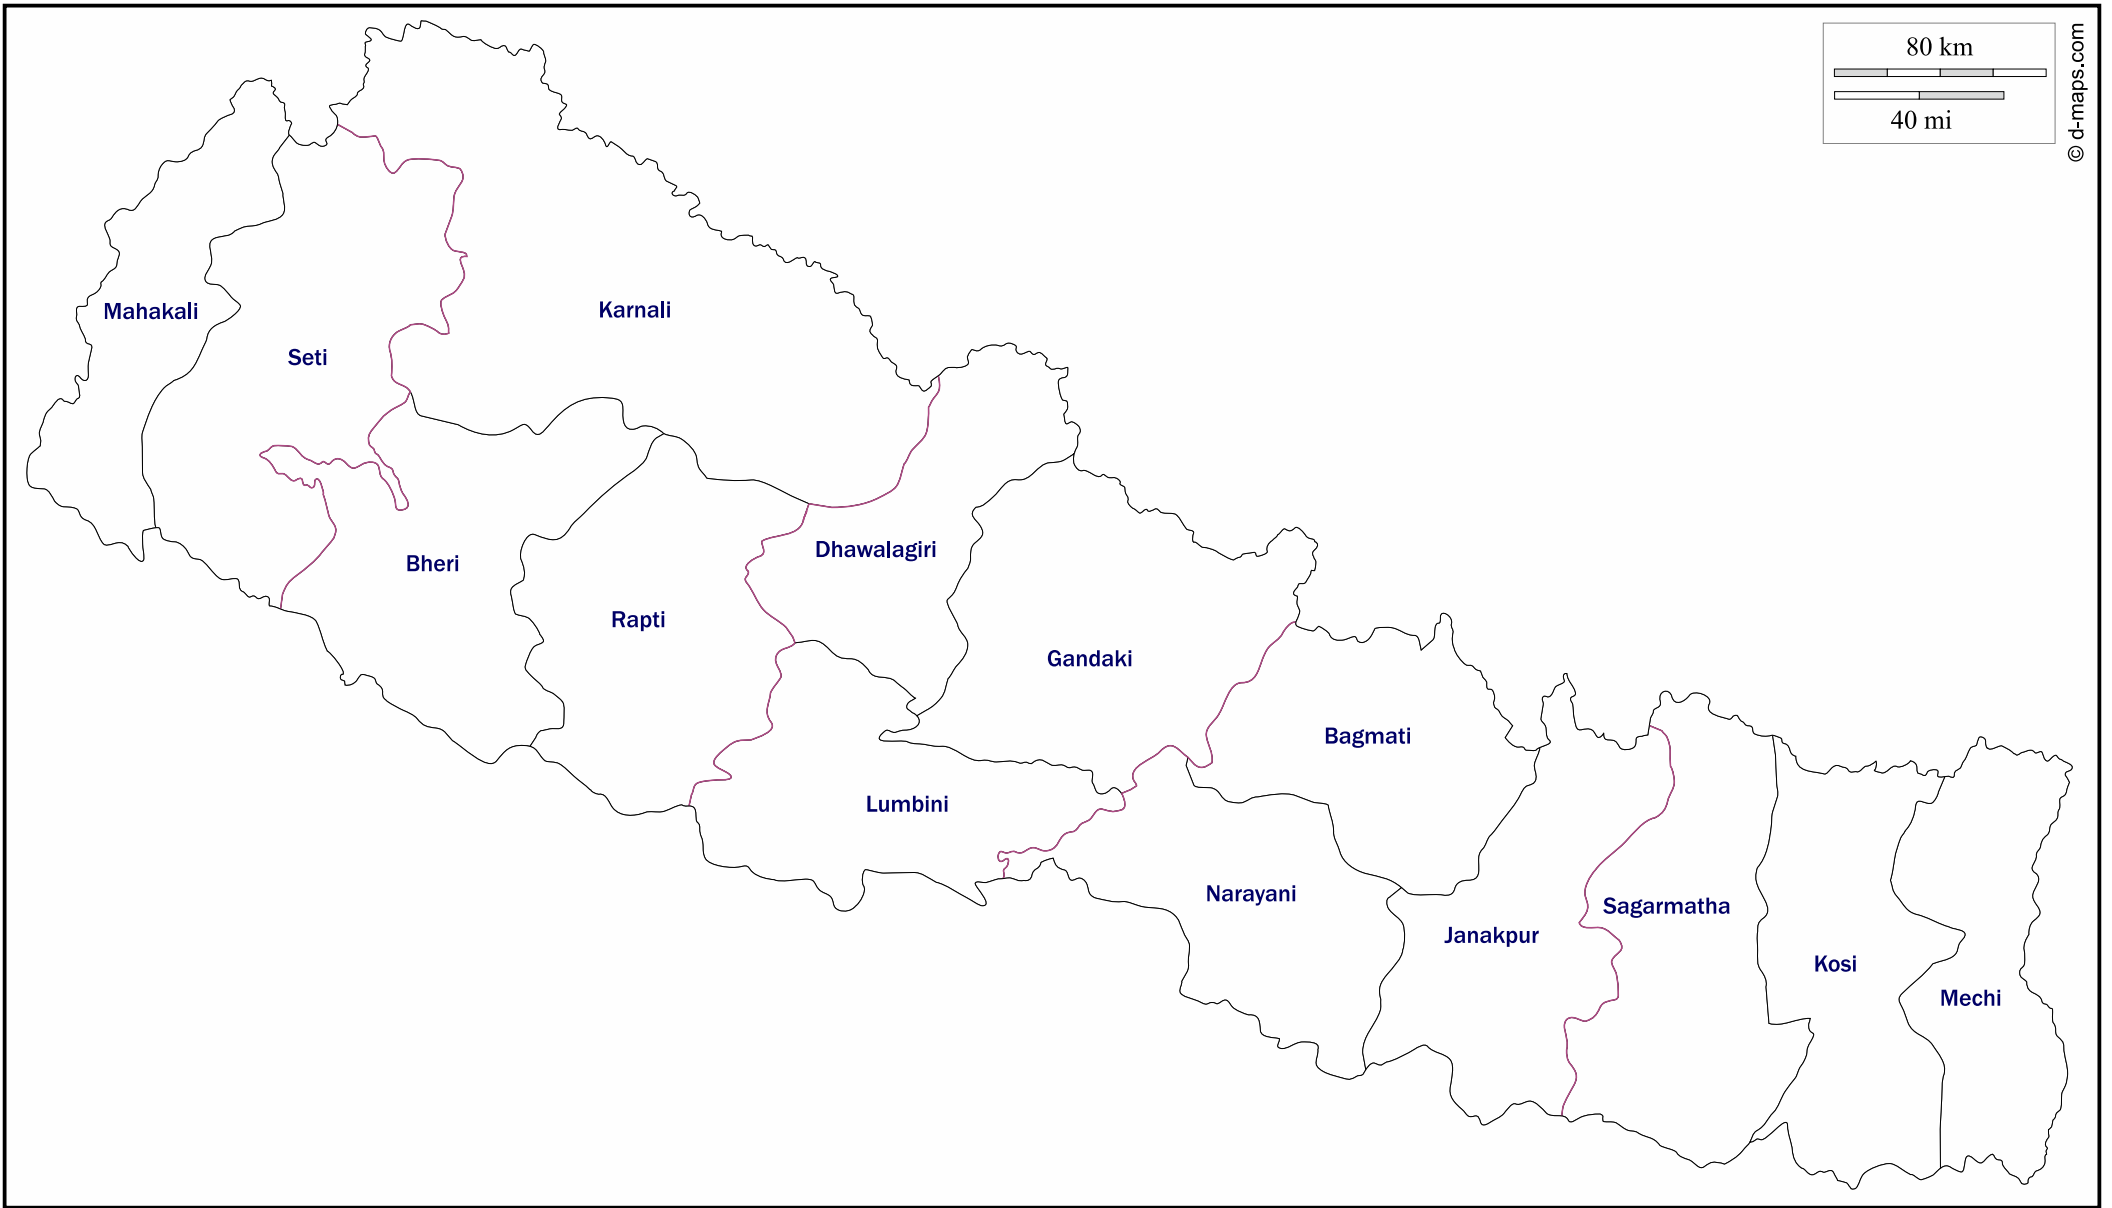 80 km
40 mi
© d-maps.com
Mahakali
Karnali
Seti
Bheri
Dhawalagiri
Rapti
Gandaki
Bagmati
Lumbini
Narayani
Sagarmatha
Janakpur
Kosi
Mechi